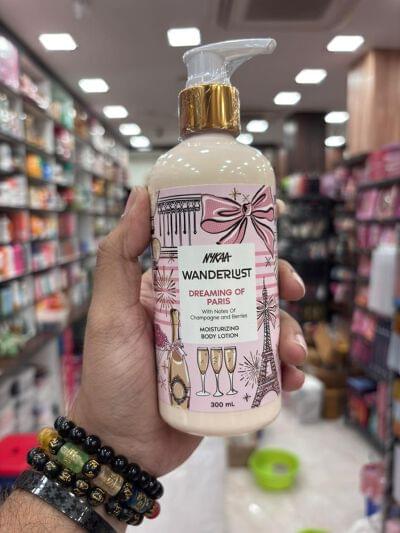 NYKAA
WANDERLUST
DREAMING OF
PARIS
With Notes Of
Champagne and Berries
MOISTURIZING
BODY LOTION
300 mL